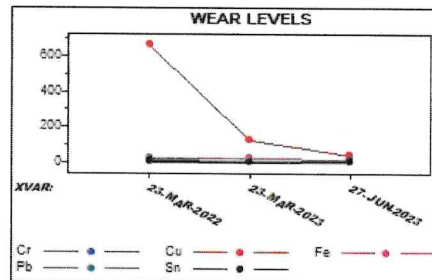 WEAR LEVELS
600
400
200
0
XVAR:
23-MAR-2022
23-MAR-2023
27-JUN-2023
Cr Cu Fe
Pb Sn